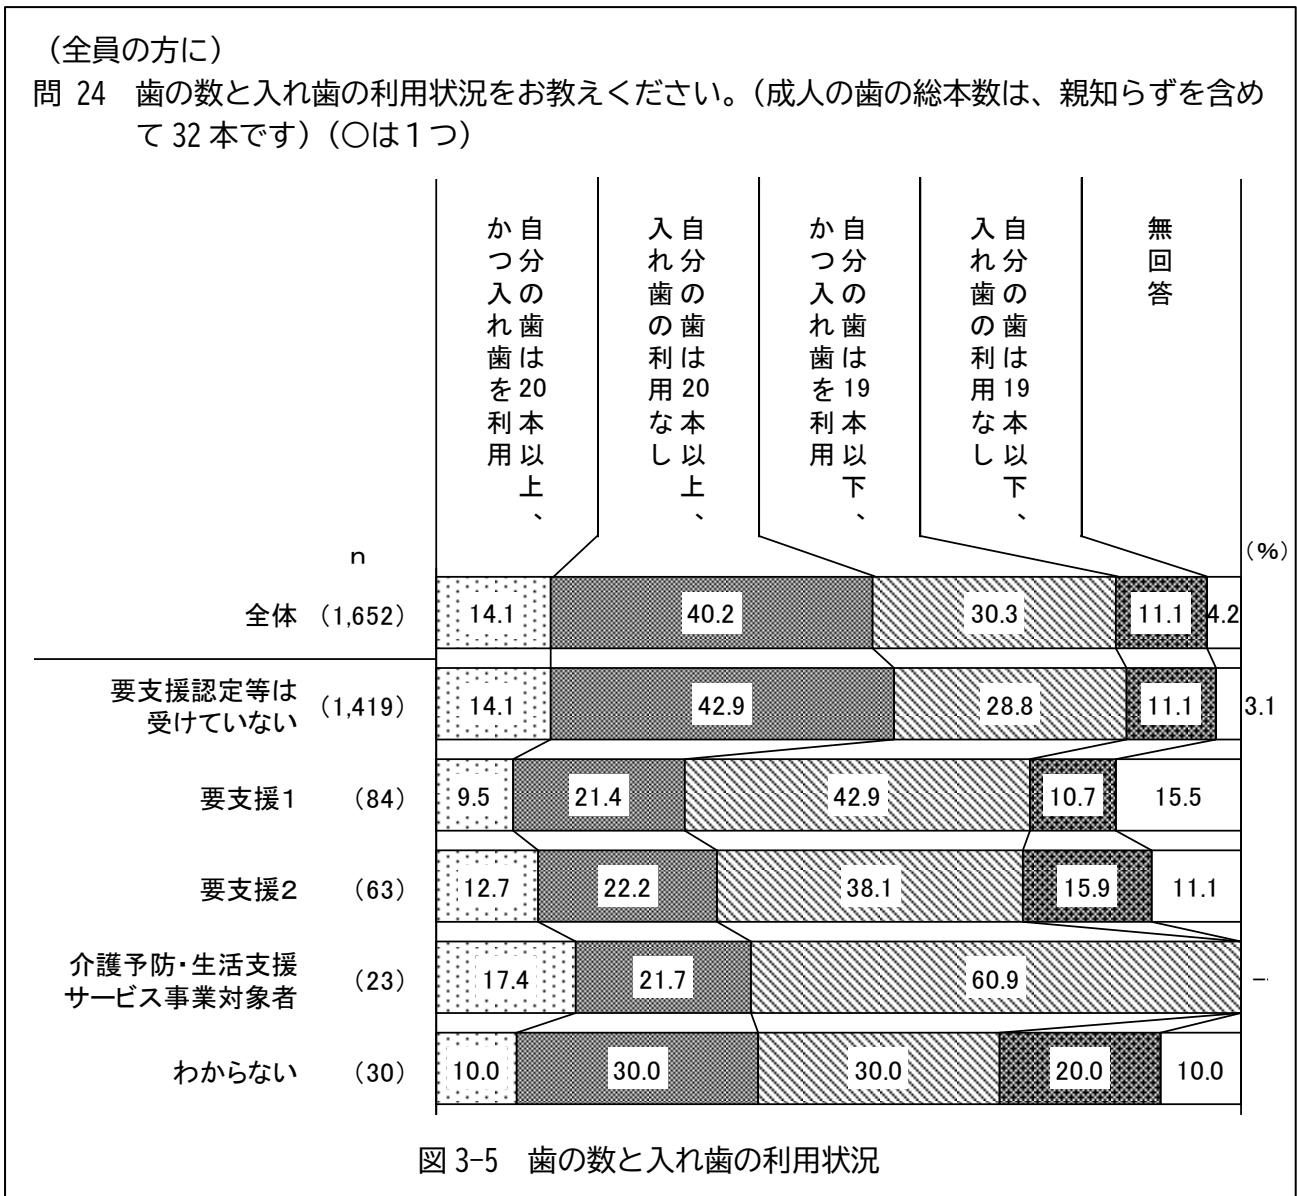 （全員の方に）
問 24　歯の数と入れ歯の利用状況をお教えください。（成人の歯の総本数は、親知らずを含め
て 32 本です）（○は１つ）
自分の歯は20本以上、
かつ入れ歯を利用
自分の歯は20本以上、
入れ歯の利用なし
自分の歯は19本以下、
かつ入れ歯を利用
自分の歯は19本以下、
入れ歯の利用なし
無回答
n
(%)
全体 (1,652) 14.1 40.2 30.3 11.1 4.2
要支援認定等は
受けていない (1,419) 14.1 42.9 28.8 11.1 3.1
要支援１ (84) 9.5 21.4 42.9 10.7 15.5
要支援２ (63) 12.7 22.2 38.1 15.9 11.1
介護予防・生活支援
サービス事業対象者 (23) 17.4 21.7 60.9 -
わからない (30) 10.0 30.0 30.0 20.0 10.0
図 3-5　歯の数と入れ歯の利用状況